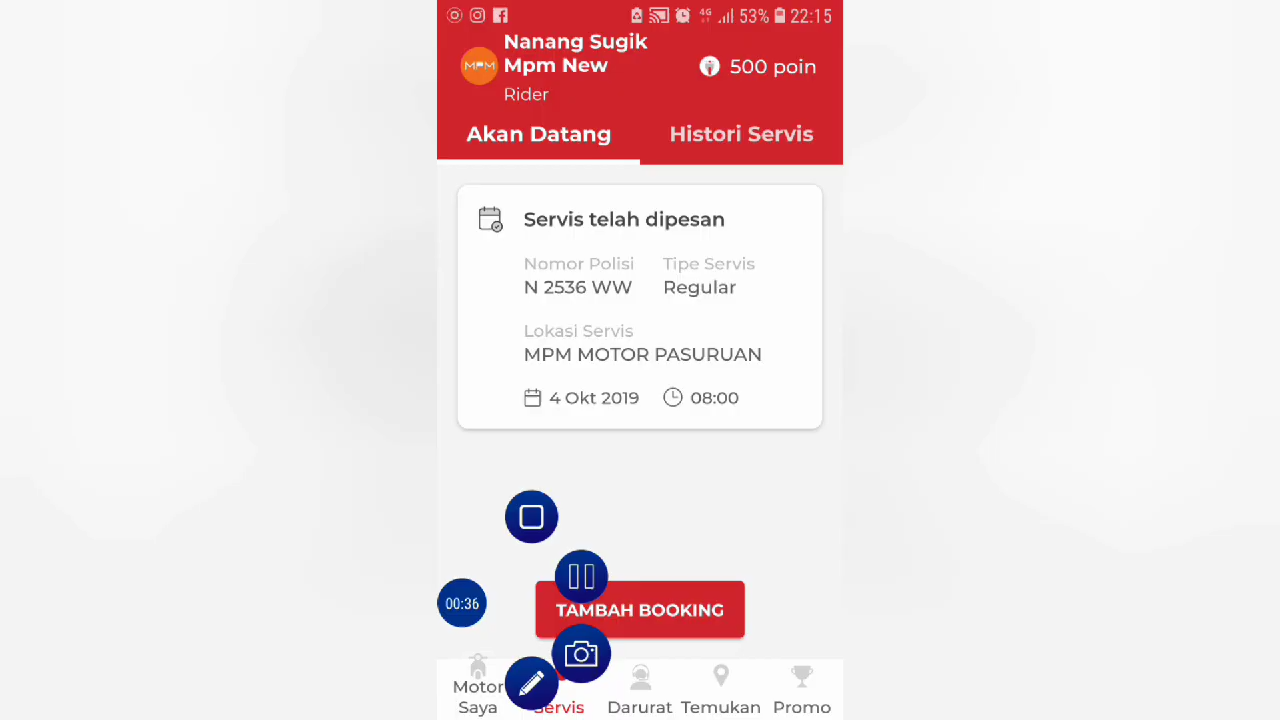 4G 53% 22:15
Nanang Sugik
Mpm New
MPM
500 poin
Rider
Akan Datang
Histori Servis
Servis telah dipesan
Nomor Polisi
Tipe Servis
N 2536 WW
Regular
Lokasi Servis
MPM MOTOR PASURUAN
4 Okt 2019
08:00
00:36
TAMBAH BOOKING
Motor
Saya
Servis
Darurat
Temukan
Promo